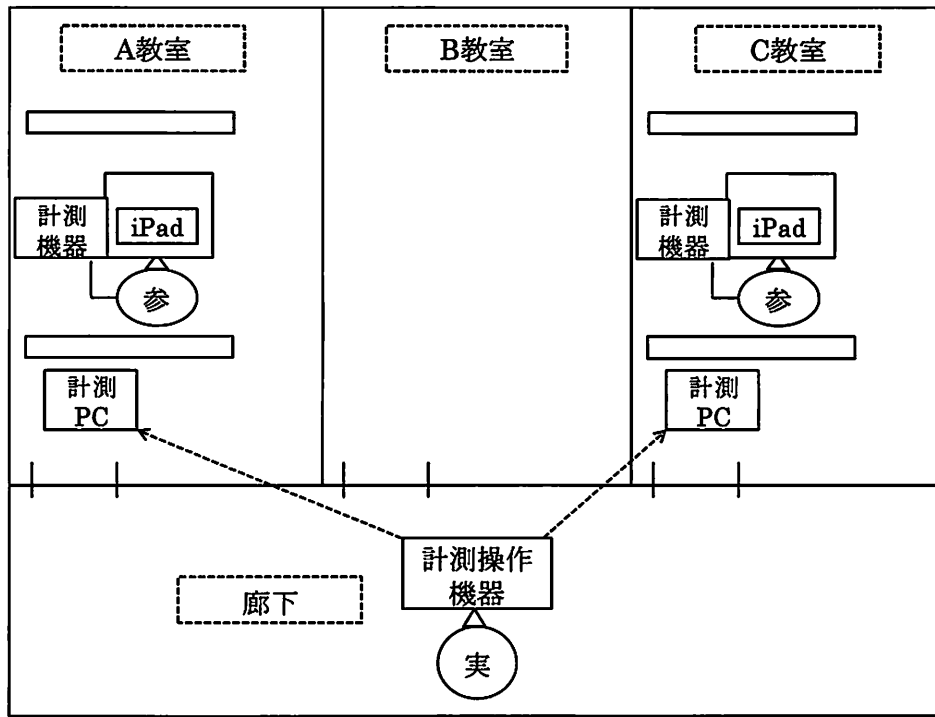 A教室
B教室
C教室
計測
機器
iPad
参
計測
PC
計測
機器
iPad
参
計測
PC
計測操作
機器
廊下
実